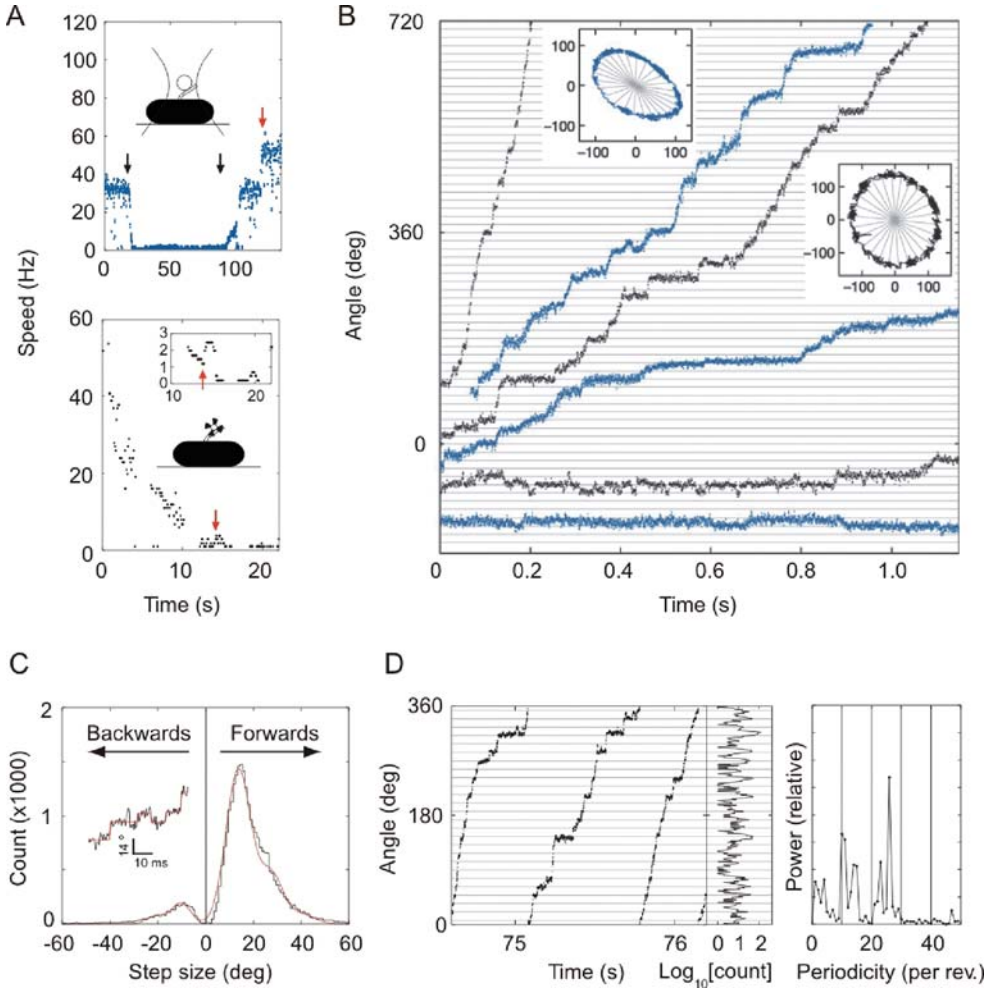 A
120
100
80
60
40
20
0
0 50 100
Speed (Hz)
60
40
20
0
0 10 20
Time (s)
3
2
1
0
10 20
B
720
360
0
Angle (deg)
0 0.2 0.4 0.6 0.8 1.0
Time (s)
100
0
−100
−100 0 100
100
0
−100
−100 0 100
C
2
1
0
Count (x1000)
Backwards Forwards
14°
10 ms
-60 -40 -20 0 20 40 60
Step size (deg)
D
360
180
0
Angle (deg)
75 76
Time (s)
0 1 2
Log10[count]
Power (relative)
0 20 40
Periodicity (per rev.)